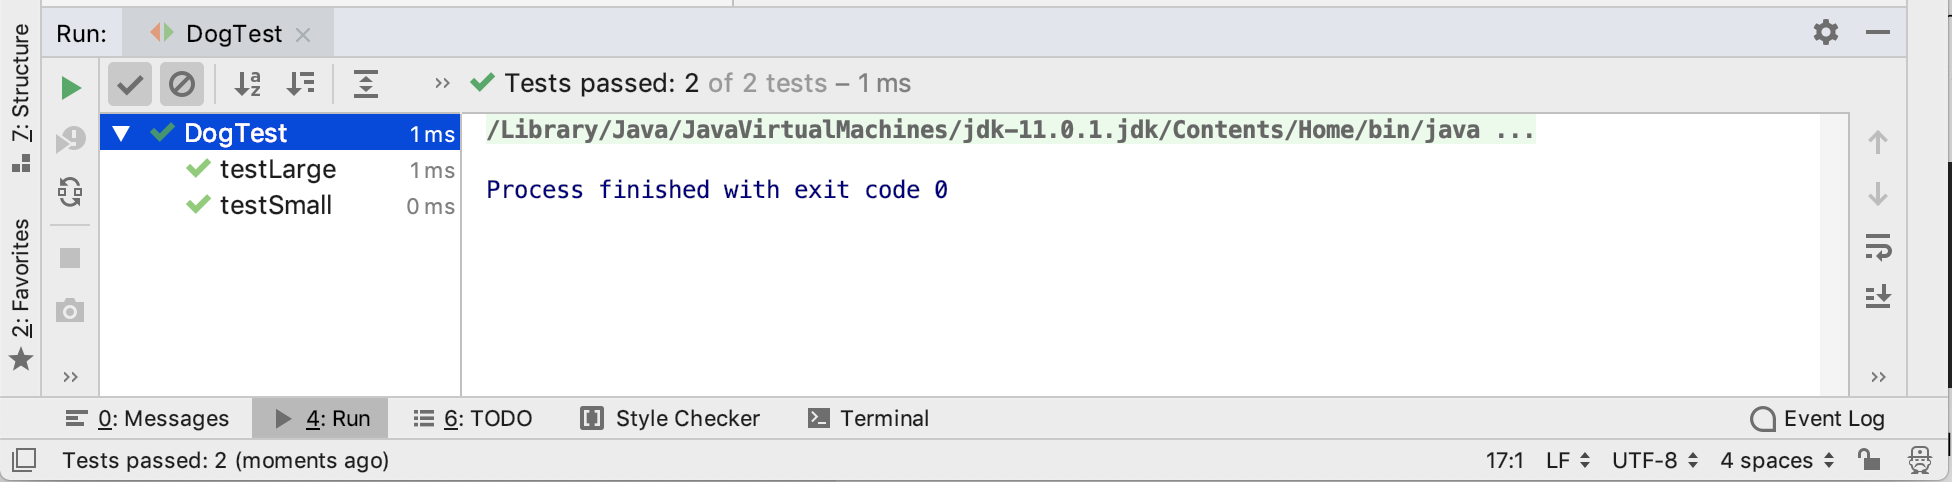 Run: DogTest
Tests passed: 2 of 2 tests – 1 ms
DogTest 1 ms
testLarge 1 ms
testSmall 0 ms
/Library/Java/JavaVirtualMachines/jdk-11.0.1.jdk/Contents/Home/bin/java ...
Process finished with exit code 0
Z: Structure
2: Favorites
0: Messages 4: Run 6: TODO Style Checker Terminal Event Log
Tests passed: 2 (moments ago) 17:1 LF UTF-8 4 spaces